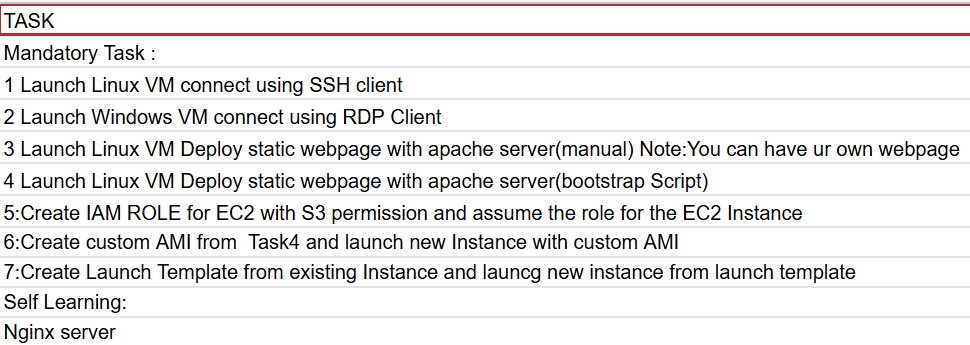 TASK
Mandatory Task :
1 Launch Linux VM connect using SSH client
2 Launch Windows VM connect using RDP Client
3 Launch Linux VM Deploy static webpage with apache server(manual) Note:You can have ur own webpage
4 Launch Linux VM Deploy static webpage with apache server(bootstrap Script)
5:Create IAM ROLE for EC2 with S3 permission and assume the role for the EC2 Instance
6:Create custom AMI from  Task4 and launch new Instance with custom AMI
7:Create Launch Template from existing Instance and launcg new instance from launch template
Self Learning:
Nginx server